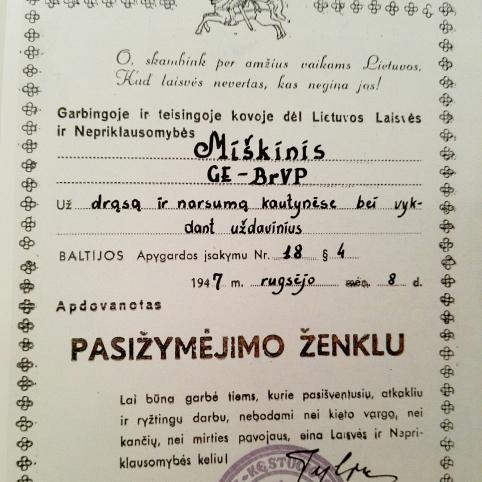 O, skambink per amžius vaikams Lietuvos,
Kad laisvės nevertas, kas negina jos!
Garbingoje ir teisingoje kovoje dėl Lietuvos Laisvės
ir Nepriklausomybės
Miškinis
GE-BrVP
Už drąsą ir narsumą kautynėse bei vyk-
dant uždavinius
BALTIJOS Apygardos įsakymu Nr. 18 § 4
1947 m. rugsėjo mėn. 8 d.
Apdovanotas
PASIŽYMĖJIMO ŽENKLU
Lai būna garbė tiems, kurie pasišventusiu, atkakliu
ir ryžtingu darbu, nebodami nei kieto vargo, nei
kančių, nei mirties pavojaus, eina Laisvės ir Nepri-
klausomybės keliu!